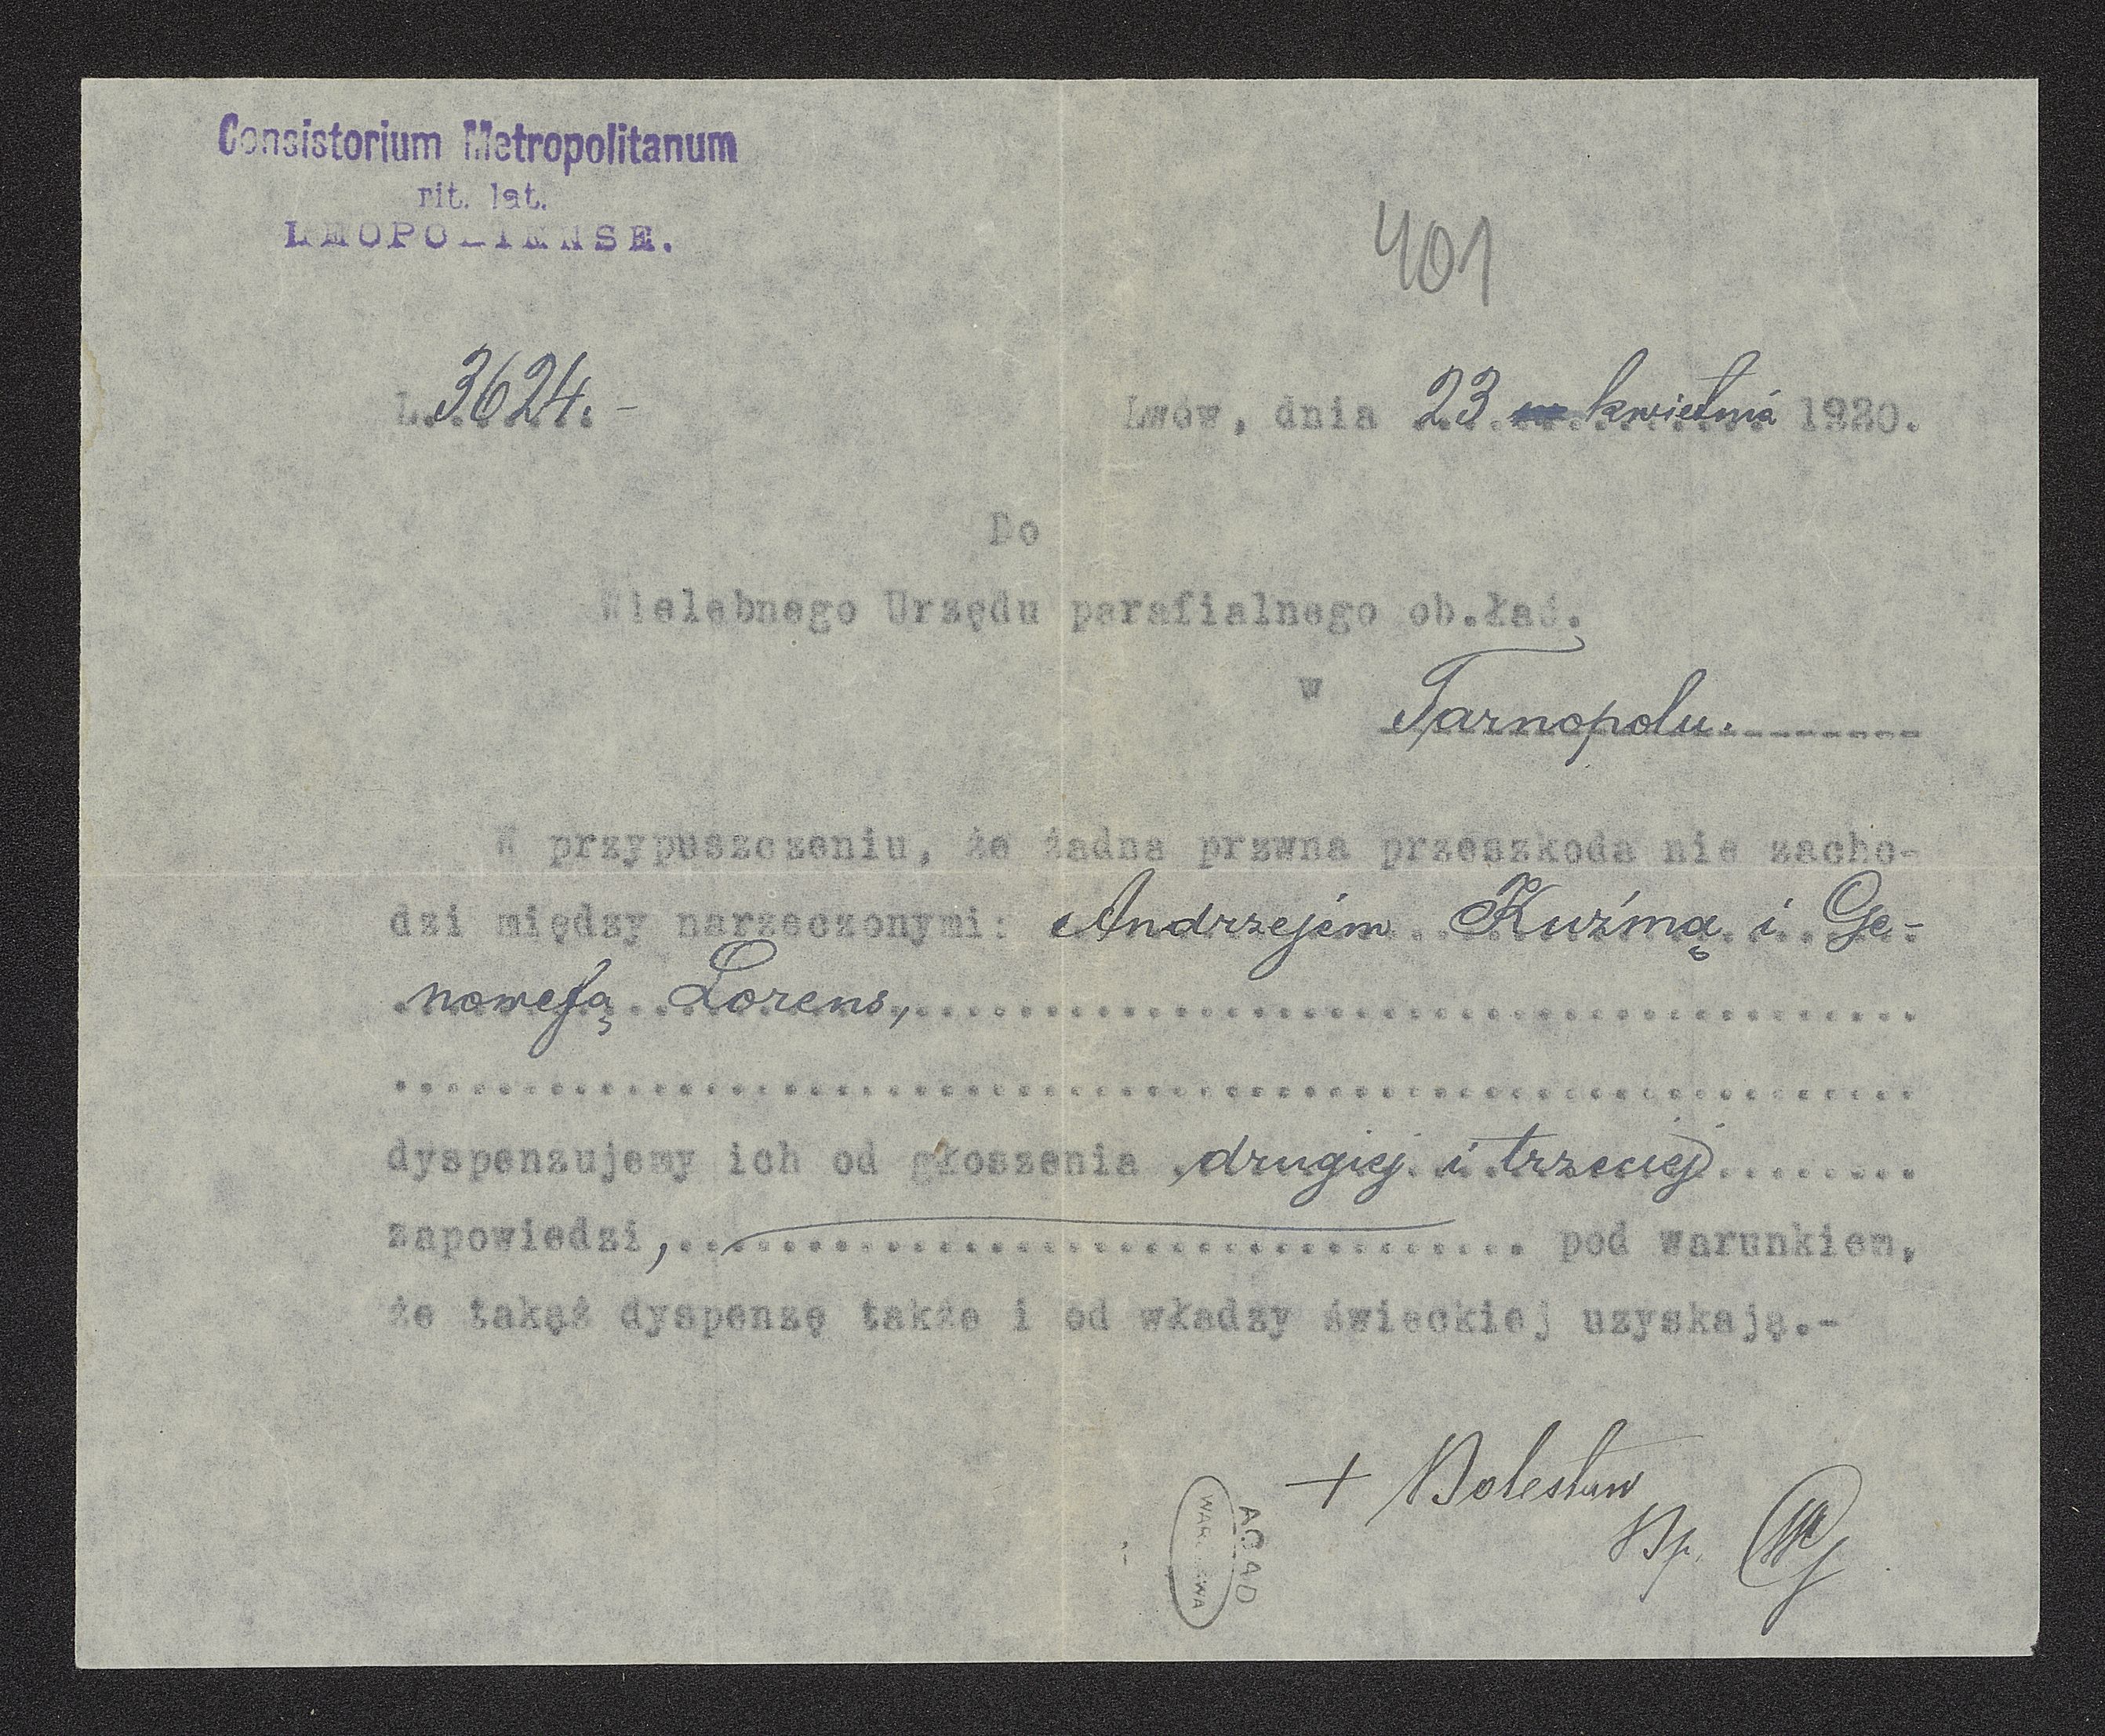 Consistorium Metropolitanum
rit. lat.
LEOPOLIENSE.
401
L. 3624.-
Lwów, dnia 23 kwietnia 1920.
Do
Wielebnego Urzędu parafialnego ob.łać.
w Tarnopolu.
W przypuszczeniu, że żadna prawna przeszkoda nie zacho-
dzi między narzeczonymi: Andrzejem Kuźmą i Ge-
nowefą Lorens,
dyspenzujemy ich od głoszenia drugiej i trzeciej
zapowiedzi, pod warunkiem,
że takąż dyspenzę także i od władzy świeckiej uzyskają.-
+ Bolesław
Bp.
AGAD
WARSZAWA